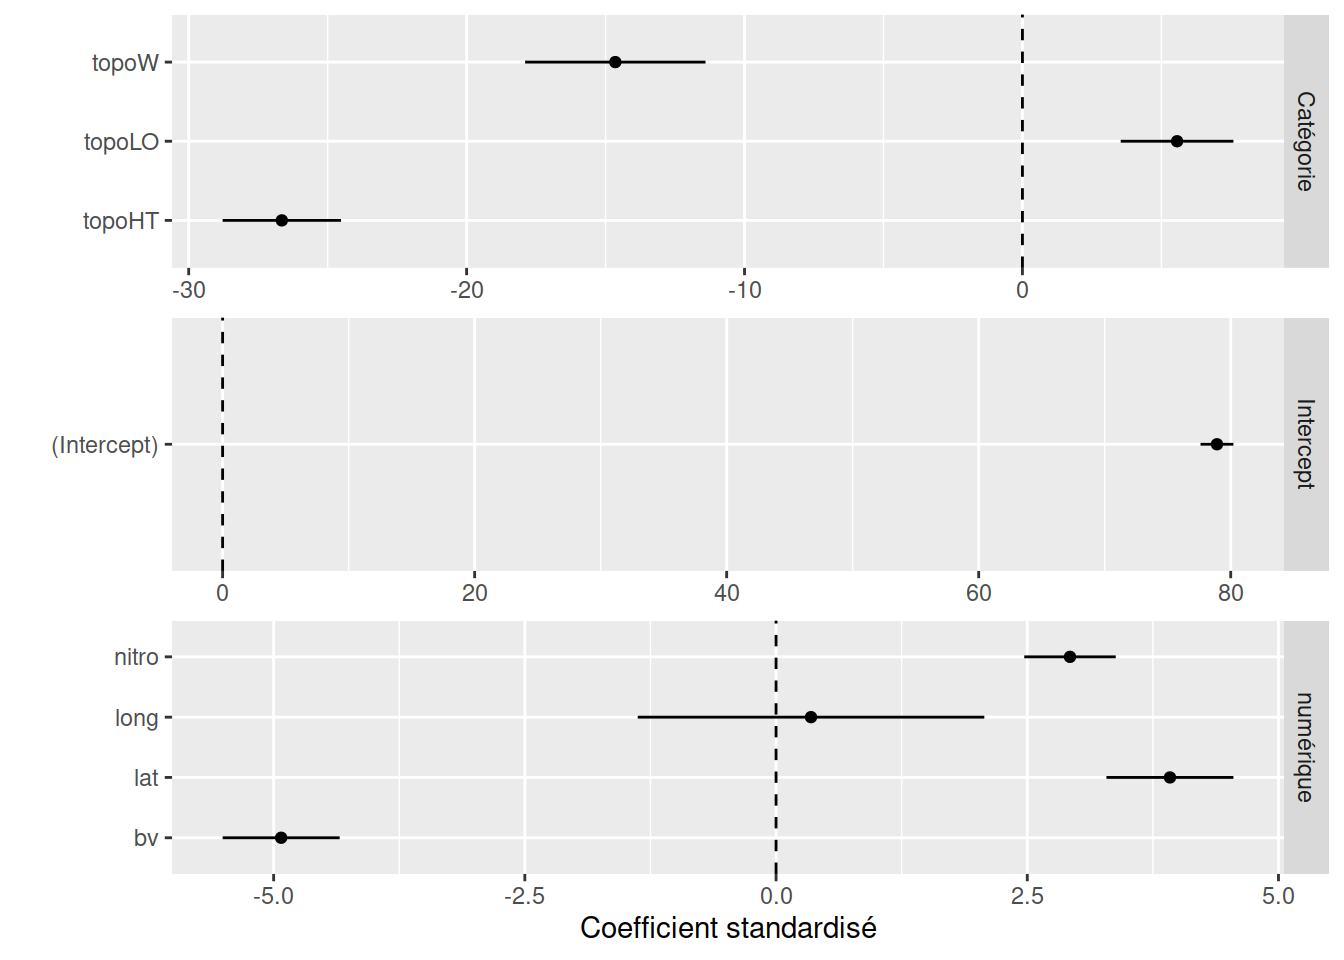 topoW
topoLO
topoHT
Catégorie
-30 -20 -10 0
(Intercept)
Intercept
0 20 40 60 80
nitro
long
lat
bv
numérique
-5.0 -2.5 0.0 2.5 5.0
Coefficient standardisé